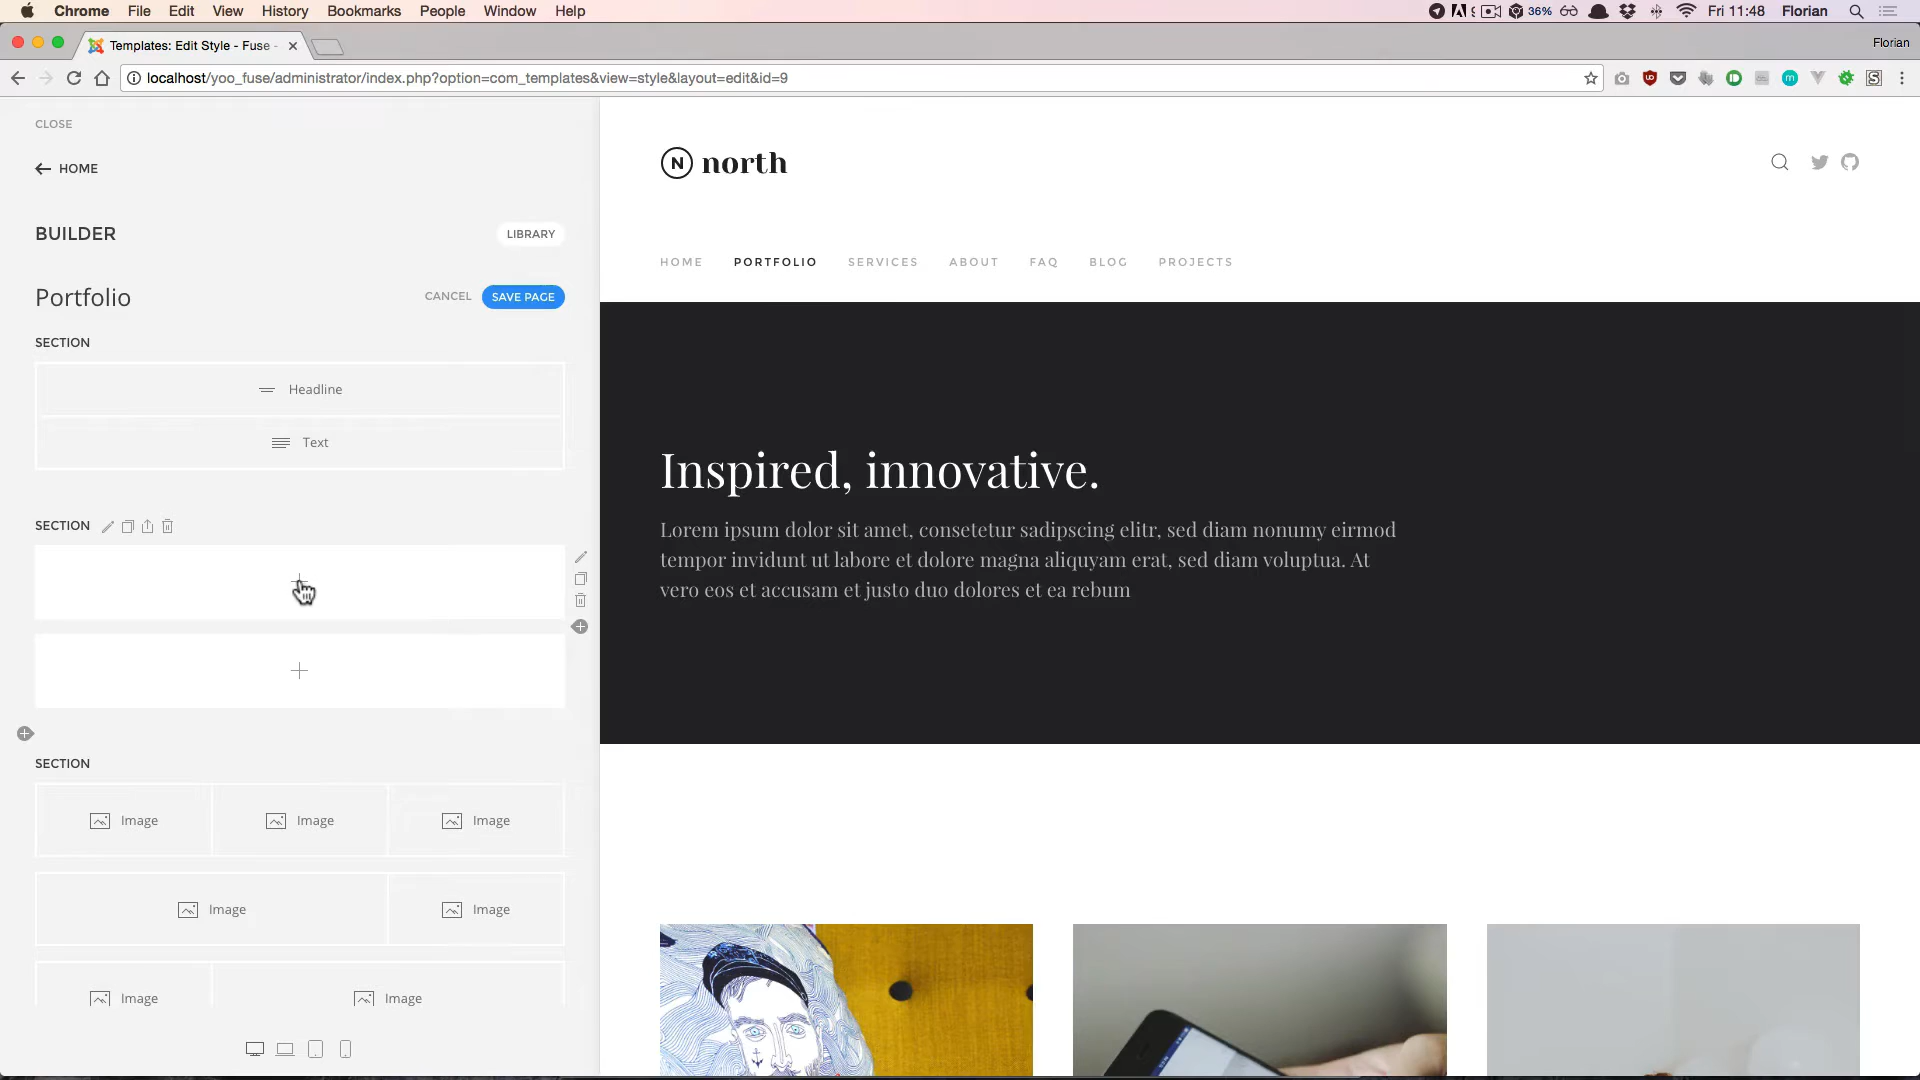 Chrome File Edit View History Bookmarks People Window Help
36% Fri 11:48 Florian
Templates: Edit Style - Fuse -
Florian
localhost/yoo_fuse/administrator/index.php?option=com_templates&view=style&layout=edit&id=9
CLOSE
HOME
BUILDER
LIBRARY
Portfolio
CANCEL
SAVE PAGE
SECTION
Headline
Text
SECTION
SECTION
Image Image Image
Image Image
Image Image
N north
HOME PORTFOLIO SERVICES ABOUT FAQ BLOG PROJECTS
Inspired, innovative.
Lorem ipsum dolor sit amet, consetetur sadipscing elitr, sed diam nonumy eirmod
tempor invidunt ut labore et dolore magna aliquyam erat, sed diam voluptua. At
vero eos et accusam et justo duo dolores et ea rebum